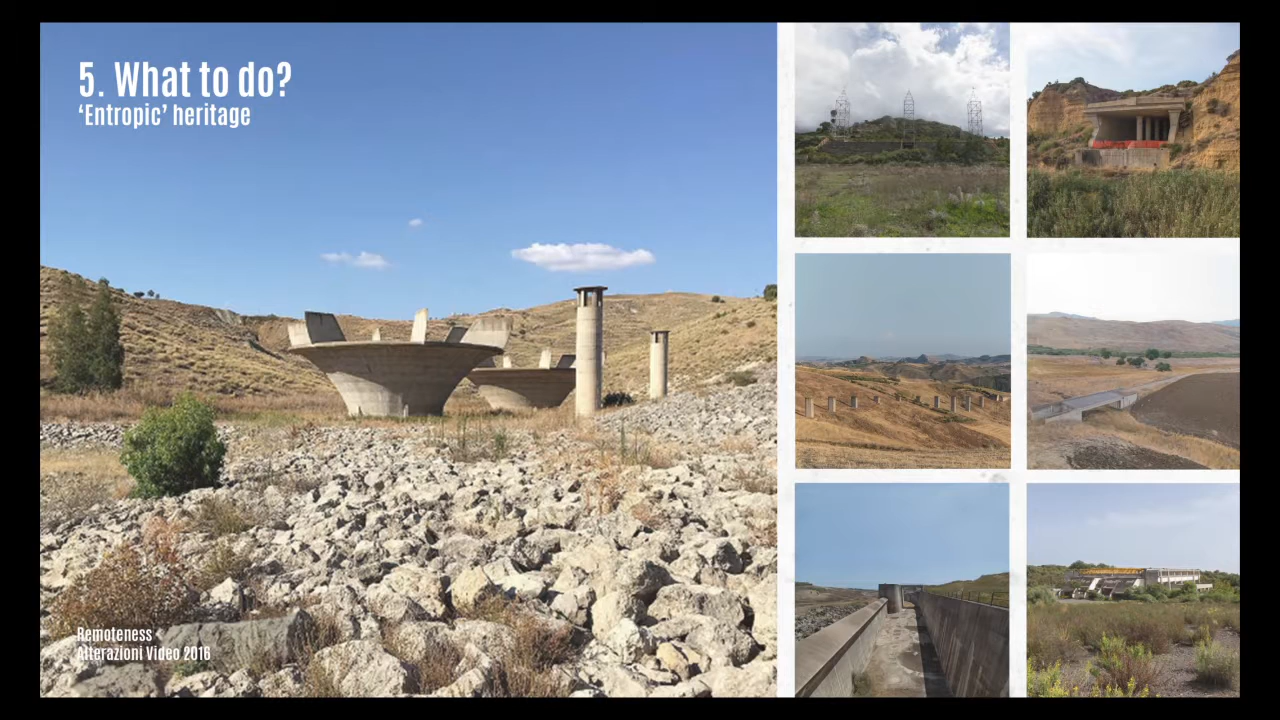 5. What to do?
‘Entropic’ heritage
Remoteness
Alterazioni Video 2016